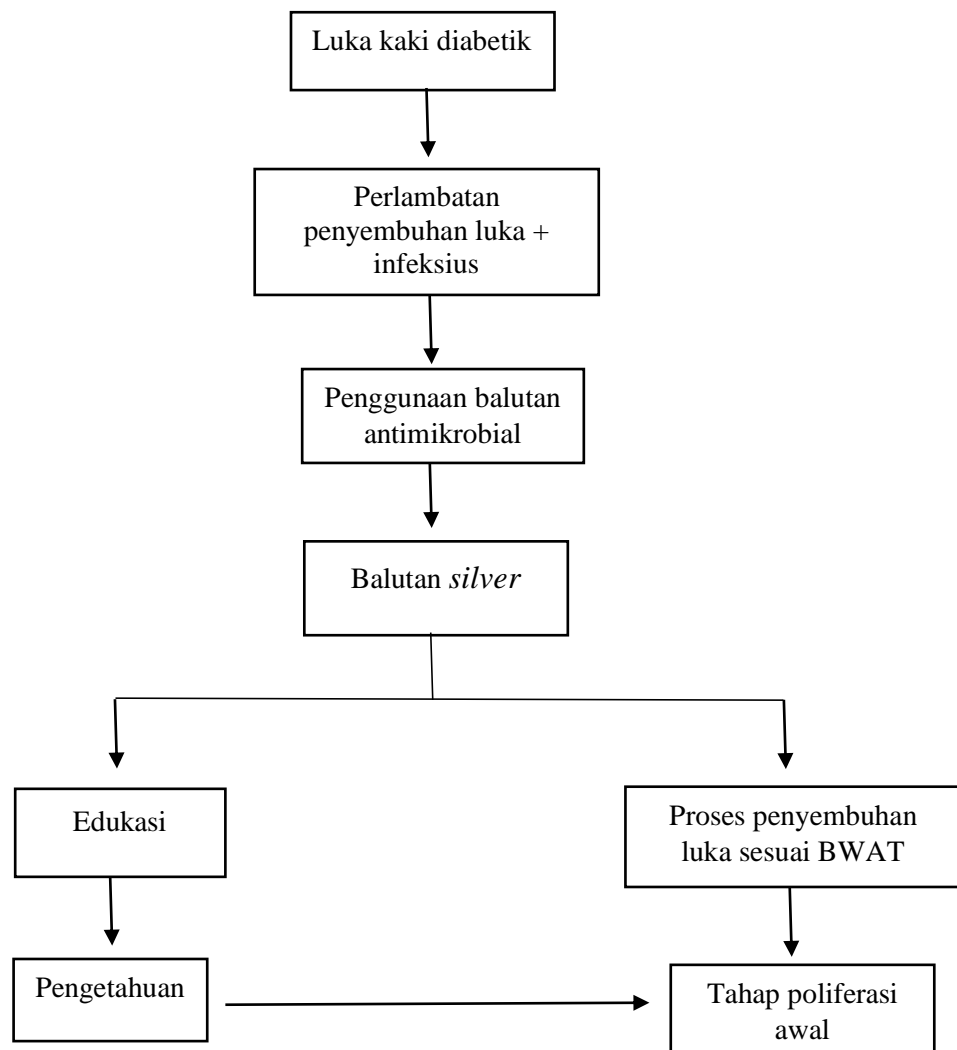 Luka kaki diabetik
Perlambatan
penyembuhan luka +
infeksius
Penggunaan balutan
antimikrobial
Balutan silver
Edukasi
Proses penyembuhan
luka sesuai BWAT
Pengetahuan
Tahap poliferasi
awal